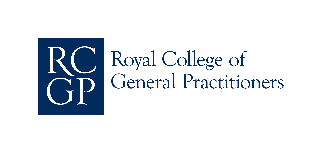 RC
GP
Royal College of
General Practitioners